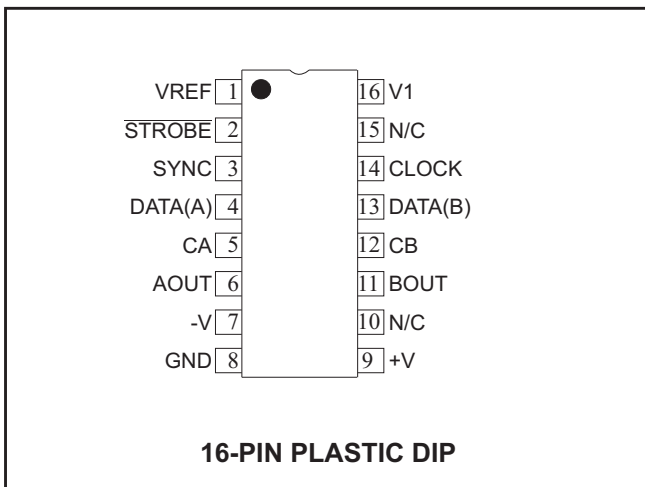 VREF 1 16 V1
STROBE 2 15 N/C
SYNC 3 14 CLOCK
DATA(A) 4 13 DATA(B)
CA 5 12 CB
AOUT 6 11 BOUT
-V 7 10 N/C
GND 8 9 +V
16-PIN PLASTIC DIP